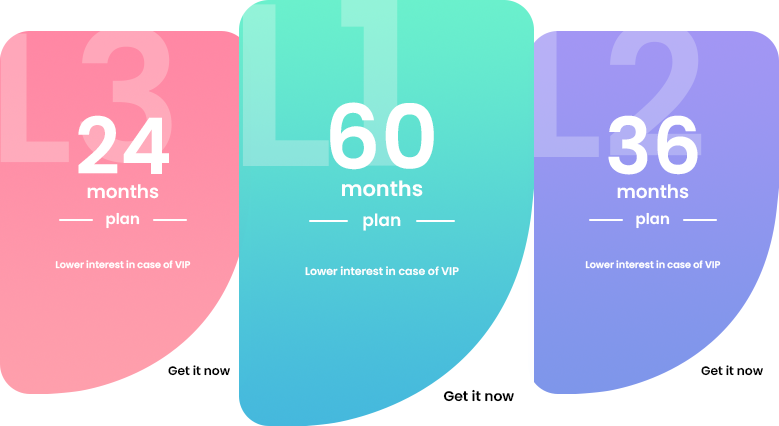 L3
24
months
plan
Lower interest in case of VIP
Get it now
L1
60
months
plan
Lower interest in case of VIP
Get it now
L2
36
months
plan
Lower interest in case of VIP
Get it now